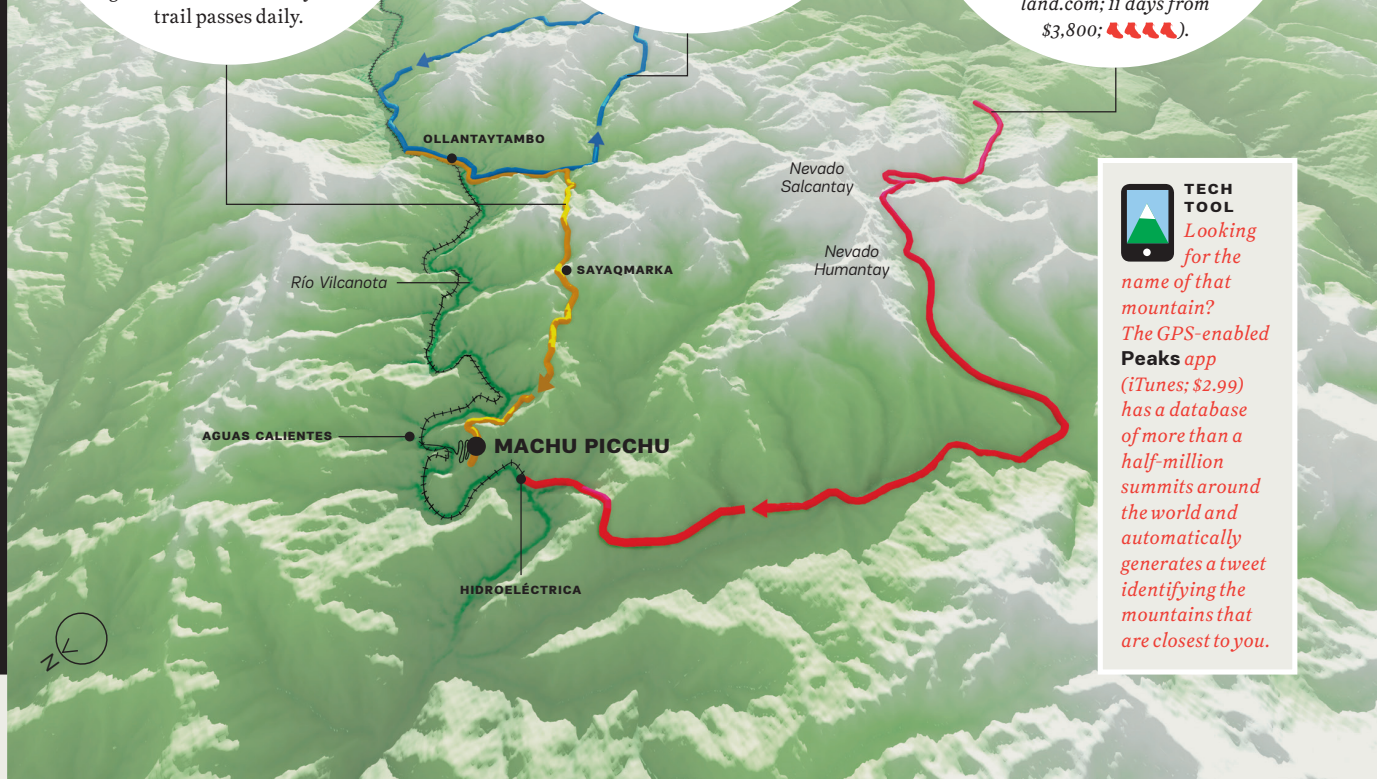 trail passes daily.
land.com; 11 days from
$3,800;
).
OLLANTAYTAMBO
Nevado
Salcantay
Nevado
Humantay
SAYAQMARKA
Río Vilcanota
AGUAS CALIENTES
MACHU PICCHU
HIDROELÉCTRICA
N
TECH
TOOL
Looking
for the
name of that
mountain?
The GPS-enabled
Peaks app
(iTunes; $2.99)
has a database
of more than a
half-million
summits around
the world and
automatically
generates a tweet
identifying the
mountains that
are closest to you.